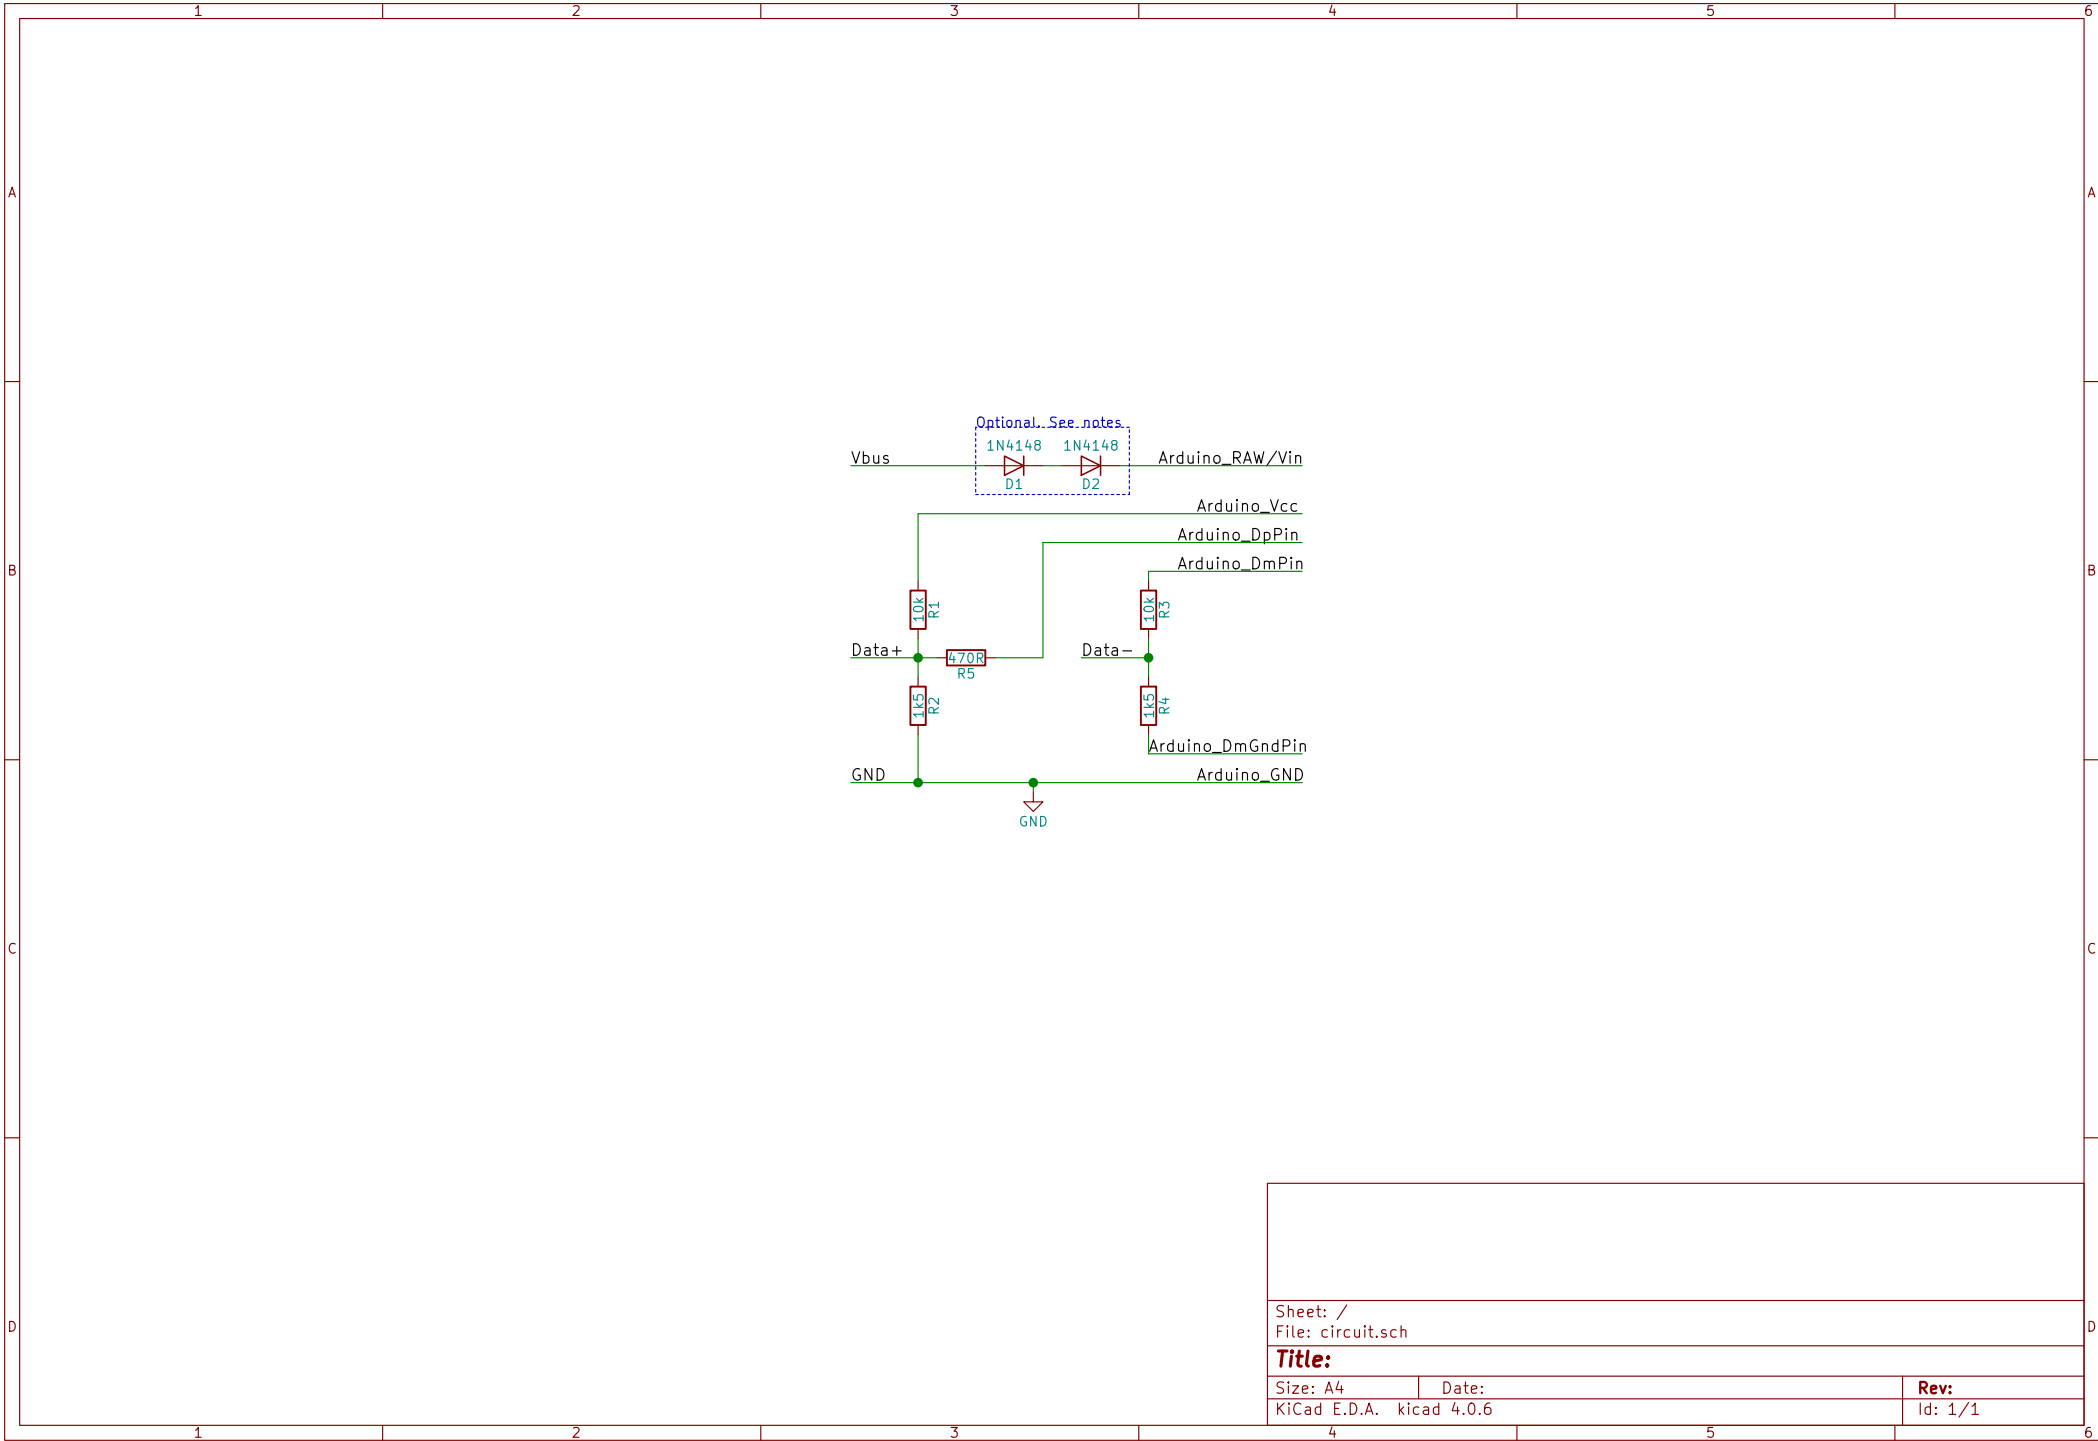 1 2 3 4 5 6
A A
Optional. See notes
1N4148 1N4148
Vbus Arduino_RAW/Vin
D1 D2
Arduino_Vcc
Arduino_DpPin
Arduino_DmPin
B B
10k R1 10k R3
Data+ 470R Data-
R5
1k5 R2 1k5 R4
Arduino_DmGndPin
GND Arduino_GND
GND
C C
Sheet: /
File: circuit.sch
D D
Title:
Size: A4 Date: Rev:
KiCad E.D.A. kicad 4.0.6 Id: 1/1
1 2 3 4 5 6